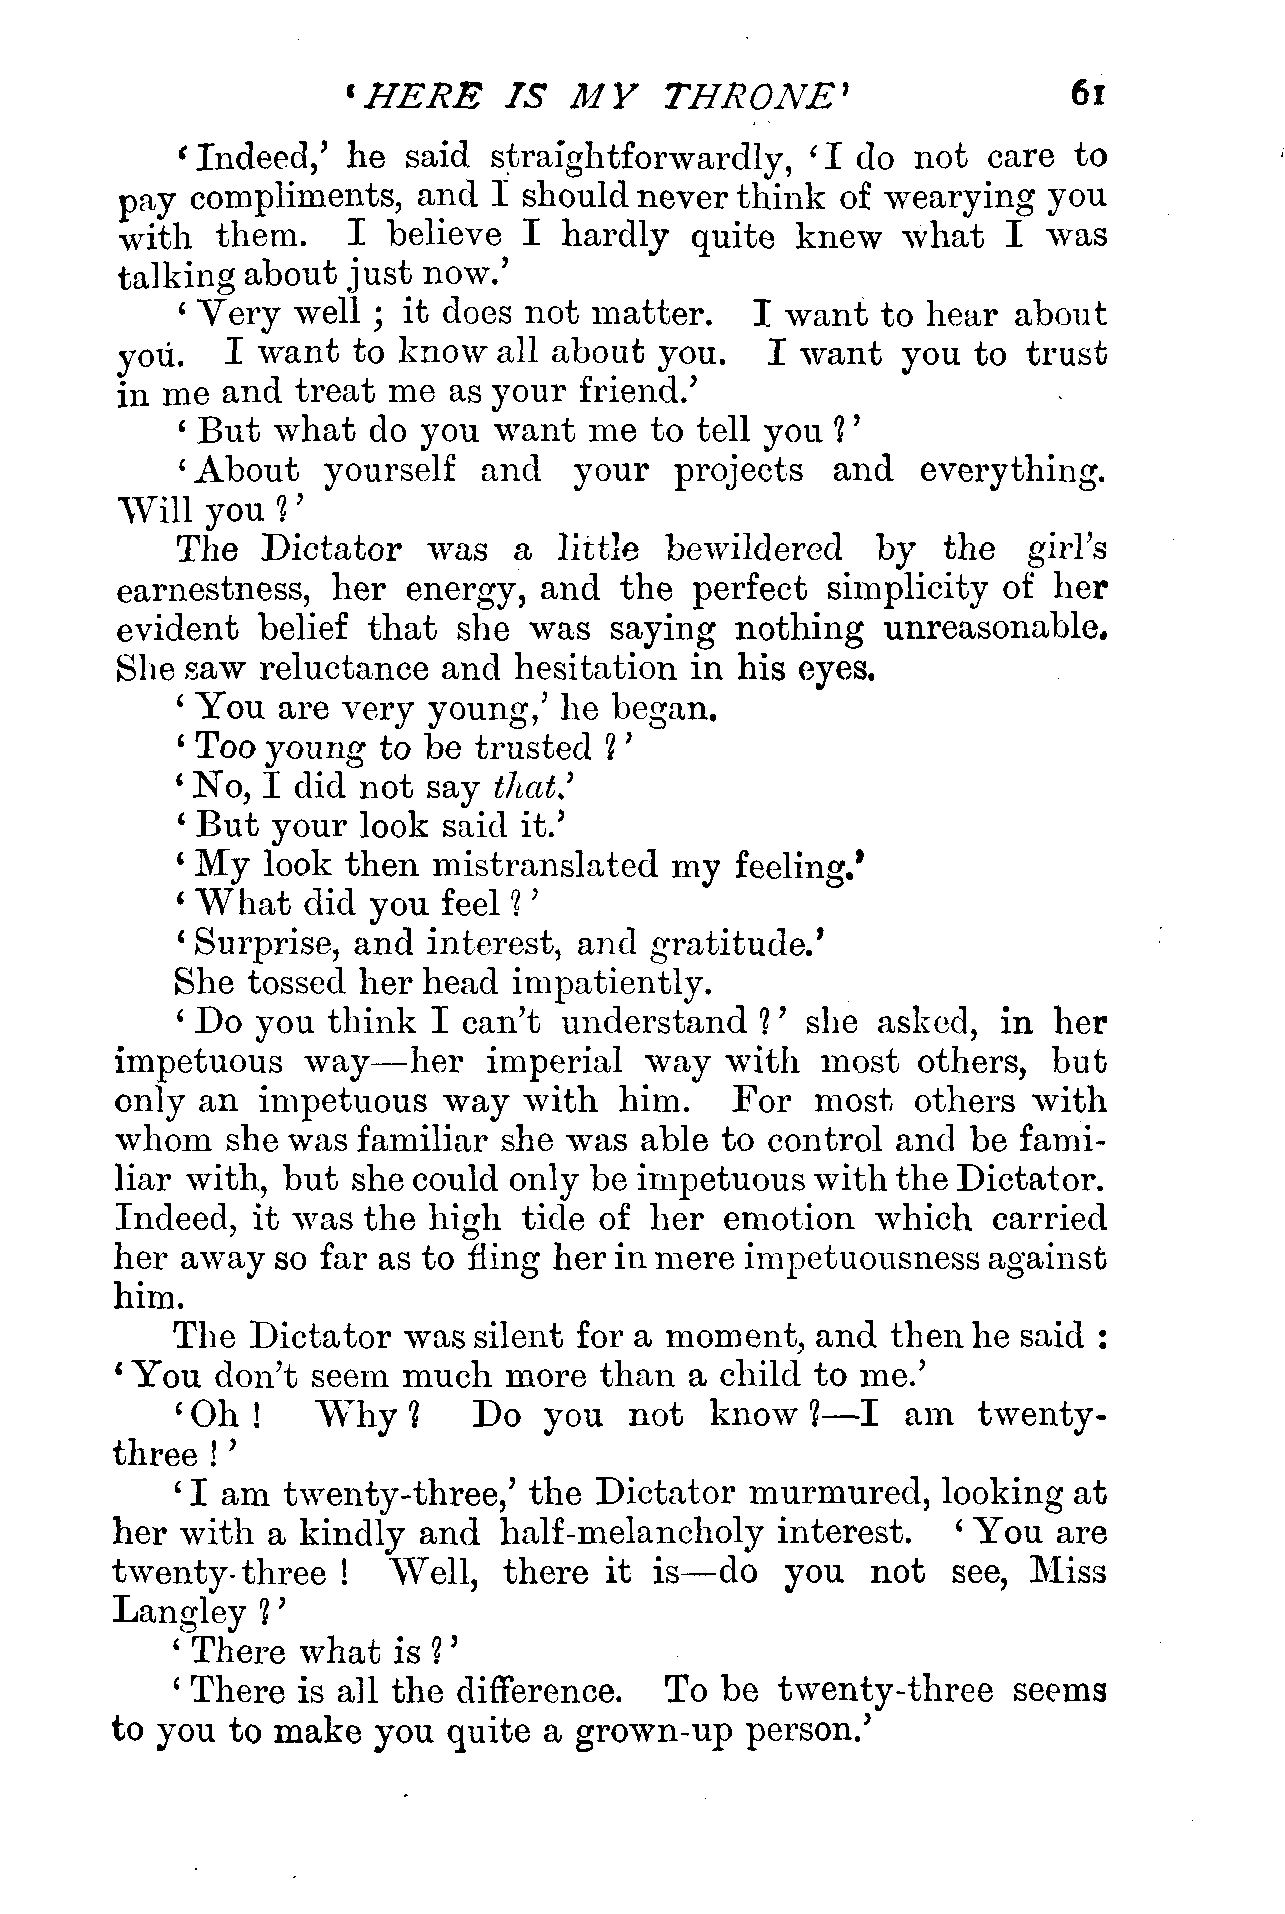 ‘HERE IS MY THRONE’ 61
‘Indeed,’ he said straightforwardly, ‘I do not care to
pay compliments, and I should never think of wearying you
with them. I believe I hardly quite knew what I was
talking about just now.’
‘Very well; it does not matter. I want to hear about
you. I want to know all about you. I want you to trust
in me and treat me as your friend.’
‘But what do you want me to tell you?’
‘About yourself and your projects and everything.
Will you?’
The Dictator was a little bewildered by the girl’s
earnestness, her energy, and the perfect simplicity of her
evident belief that she was saying nothing unreasonable.
She saw reluctance and hesitation in his eyes.
‘You are very young,’ he began.
‘Too young to be trusted?’
‘No, I did not say that.’
‘But your look said it.’
‘My look then mistranslated my feeling.’
‘What did you feel?’
‘Surprise, and interest, and gratitude.’
She tossed her head impatiently.
‘Do you think I can’t understand?’ she asked, in her
impetuous way—her imperial way with most others, but
only an impetuous way with him. For most others with
whom she was familiar she was able to control and be fami-
liar with, but she could only be impetuous with the Dictator.
Indeed, it was the high tide of her emotion which carried
her away so far as to fling her in mere impetuousness against
him.
The Dictator was silent for a moment, and then he said:
‘You don’t seem much more than a child to me.’
‘Oh! Why? Do you not know?—I am twenty-
three!’
‘I am twenty-three,’ the Dictator murmured, looking at
her with a kindly and half-melancholy interest. ‘You are
twenty-three! Well, there it is—do you not see, Miss
Langley?’
‘There what is?’
‘There is all the difference. To be twenty-three seems
to you to make you quite a grown-up person.’